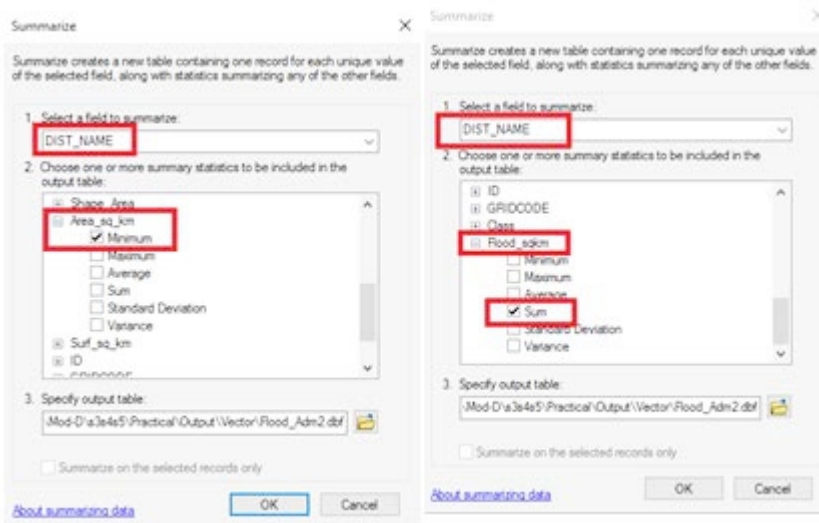 Summarize
Summarize creates a new table containing one record for each unique value
of the selected field, along with statistics summarizing any of the other fields.
1. Select a field to summarize:
DIST_NAME
2. Choose one or more summary statistics to be included in the
output table:
Shape_Area
Area_sq_km
Minimum
Maximum
Average
Sum
Standard Deviation
Variance
Surf_sq_km
ID
GRIDCODE
3. Specify output table:
\Mod-D\a3e4e5\Practical\Output\Vector\Flood_Adm2.dbf
Summarize on the selected records only
About summarizing data
OK
Cancel
Summarize
Summarize creates a new table containing one record for each unique value
of the selected field, along with statistics summarizing any of the other fields.
1. Select a field to summarize:
DIST_NAME
2. Choose one or more summary statistics to be included in the
output table:
ID
GRIDCODE
Class
Flood_sqkm
Minimum
Maximum
Average
Sum
Standard Deviation
Variance
3. Specify output table:
\Mod-D\a3e4e5\Practical\Output\Vector\Flood_Adm2.dbf
Summarize on the selected records only
About summarizing data
OK
Cancel